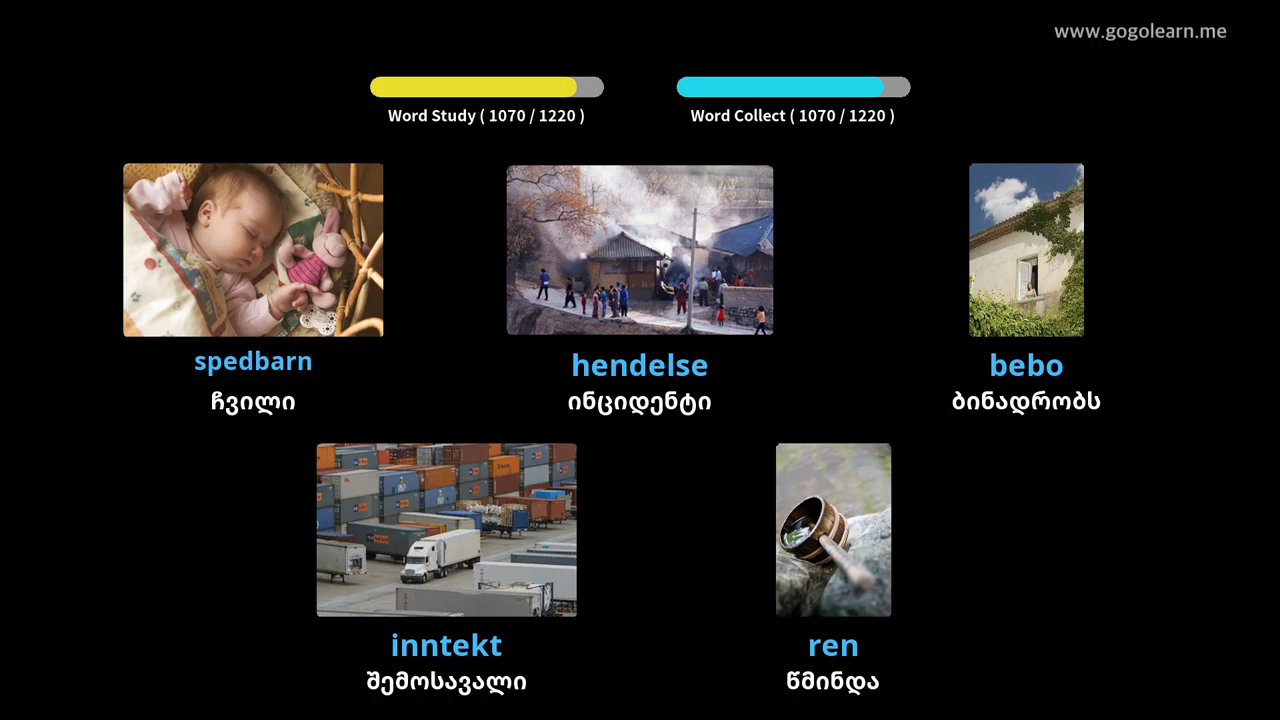 www.gogolearn.me
Word Study ( 1070 / 1220 )
Word Collect ( 1070 / 1220 )
spedbarn
ჩვილი
hendelse
ინციდენტი
bebo
ბინადრობს
inntekt
შემოსავალი
ren
წმინდა